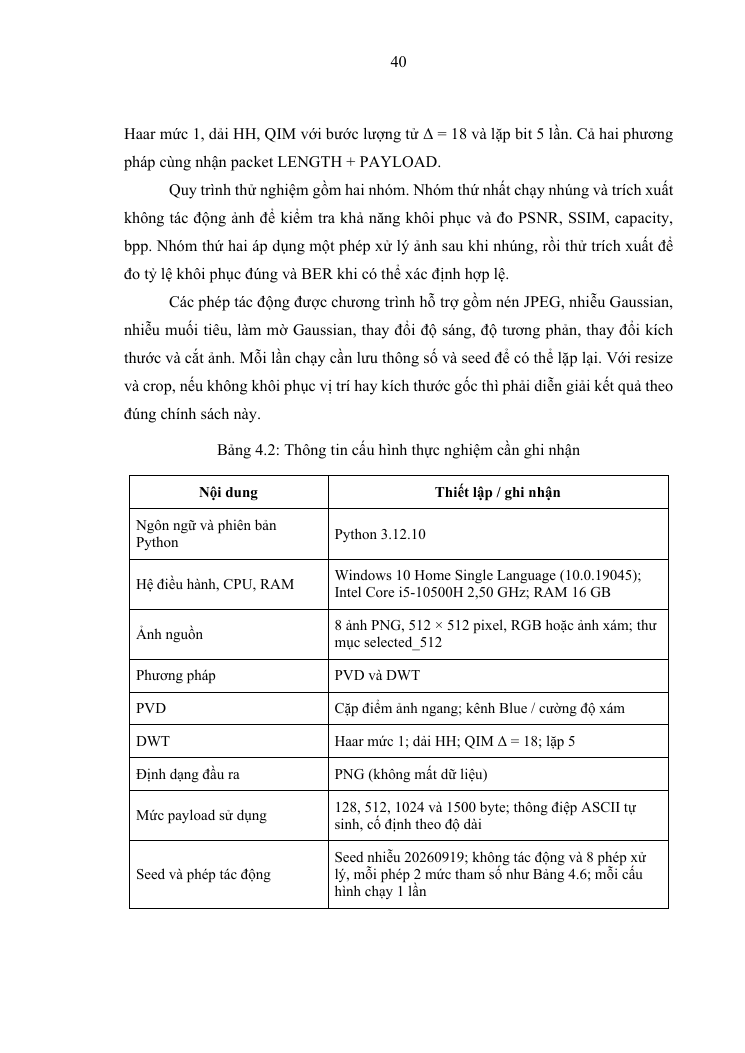 40
Haar mức 1, dải HH, QIM với bước lượng tử Δ = 18 và lặp bit 5 lần. Cả hai phương
pháp cùng nhận packet LENGTH + PAYLOAD.
Quy trình thử nghiệm gồm hai nhóm. Nhóm thứ nhất chạy nhúng và trích xuất
không tác động ảnh để kiểm tra khả năng khôi phục và đo PSNR, SSIM, capacity,
bpp. Nhóm thứ hai áp dụng một phép xử lý ảnh sau khi nhúng, rồi thử trích xuất để
đo tỷ lệ khôi phục đúng và BER khi có thể xác định hợp lệ.
Các phép tác động được chương trình hỗ trợ gồm nén JPEG, nhiễu Gaussian,
nhiễu muối tiêu, làm mờ Gaussian, thay đổi độ sáng, độ tương phản, thay đổi kích
thước và cắt ảnh. Mỗi lần chạy cần lưu thông số và seed để có thể lặp lại. Với resize
và crop, nếu không khôi phục vị trí hay kích thước gốc thì phải diễn giải kết quả theo
đúng chính sách này.
Bảng 4.2: Thông tin cấu hình thực nghiệm cần ghi nhận
Nội dung
Thiết lập / ghi nhận
Ngôn ngữ và phiên bản
Python
Python 3.12.10
Hệ điều hành, CPU, RAM
Windows 10 Home Single Language (10.0.19045);
Intel Core i5-10500H 2,50 GHz; RAM 16 GB
Ảnh nguồn
8 ảnh PNG, 512 × 512 pixel, RGB hoặc ảnh xám; thư
mục selected_512
Phương pháp
PVD và DWT
PVD
Cặp điểm ảnh ngang; kênh Blue / cường độ xám
DWT
Haar mức 1; dải HH; QIM Δ = 18; lặp 5
Định dạng đầu ra
PNG (không mất dữ liệu)
Mức payload sử dụng
128, 512, 1024 và 1500 byte; thông điệp ASCII tự
sinh, cố định theo độ dài
Seed và phép tác động
Seed nhiễu 20260919; không tác động và 8 phép xử
lý, mỗi phép 2 mức tham số như Bảng 4.6; mỗi cấu
hình chạy 1 lần